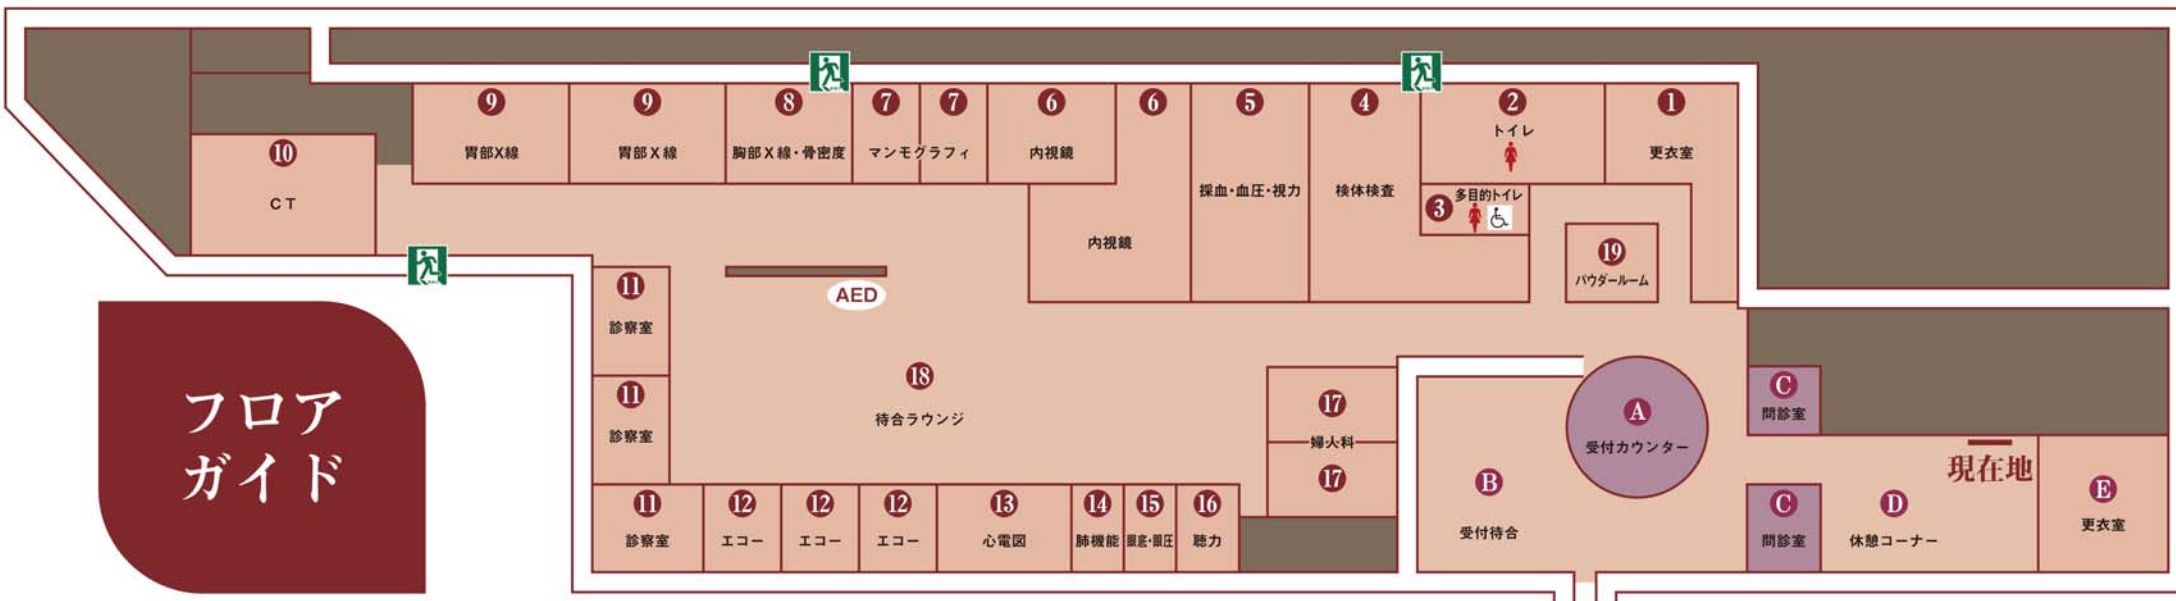 9
胃部X線
9
胃部X線
8
胸部X線・骨密度
7
7
マンモグラフィ
6
内視鏡
6
内視鏡
5
採血・血圧・視力
4
検体検査
2
トイレ
1
更衣室
3
多目的トイレ
19
パウダールーム
10
CT
AED
11
診察室
11
診察室
11
診察室
12
エコー
12
エコー
12
エコー
13
心電図
14
肺機能
15
眼底・眼圧
16
聴力
17
婦人科
17
18
待合ラウンジ
A
受付カウンター
B
受付待合
C
問診室
C
問診室
D
休憩コーナー
現在地
E
更衣室
フロア
ガイド